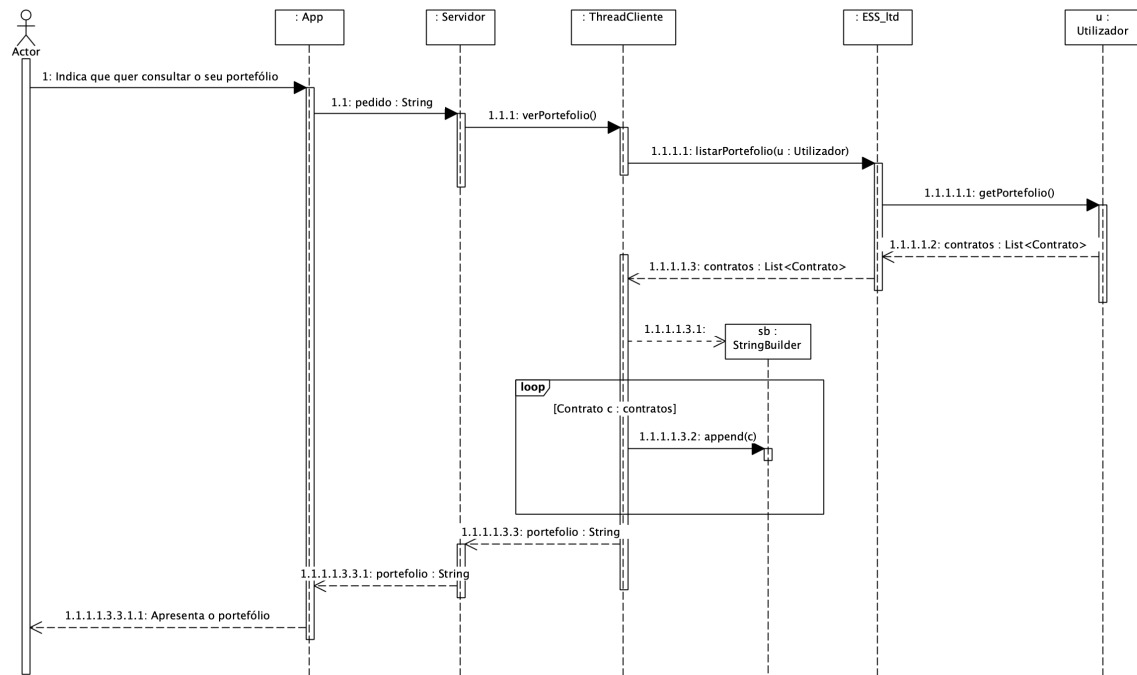 : App
: Servidor
: ThreadCliente
: ESS_ltd
u :
Utilizador
Actor
1: Indica que quer consultar o seu portefólio
1.1: pedido : String
1.1.1: verPortefolio()
1.1.1.1: listarPortefolio(u : Utilizador)
1.1.1.1.1: getPortefolio()
1.1.1.1.2: contratos : List<Contrato>
1.1.1.1.3: contratos : List<Contrato>
1.1.1.1.3.1:
sb :
StringBuilder
loop
[Contrato c : contratos]
1.1.1.1.3.2: append(c)
1.1.1.1.3.3: portefolio : String
1.1.1.1.3.3.1: portefolio : String
1.1.1.1.3.3.1.1: Apresenta o portefólio